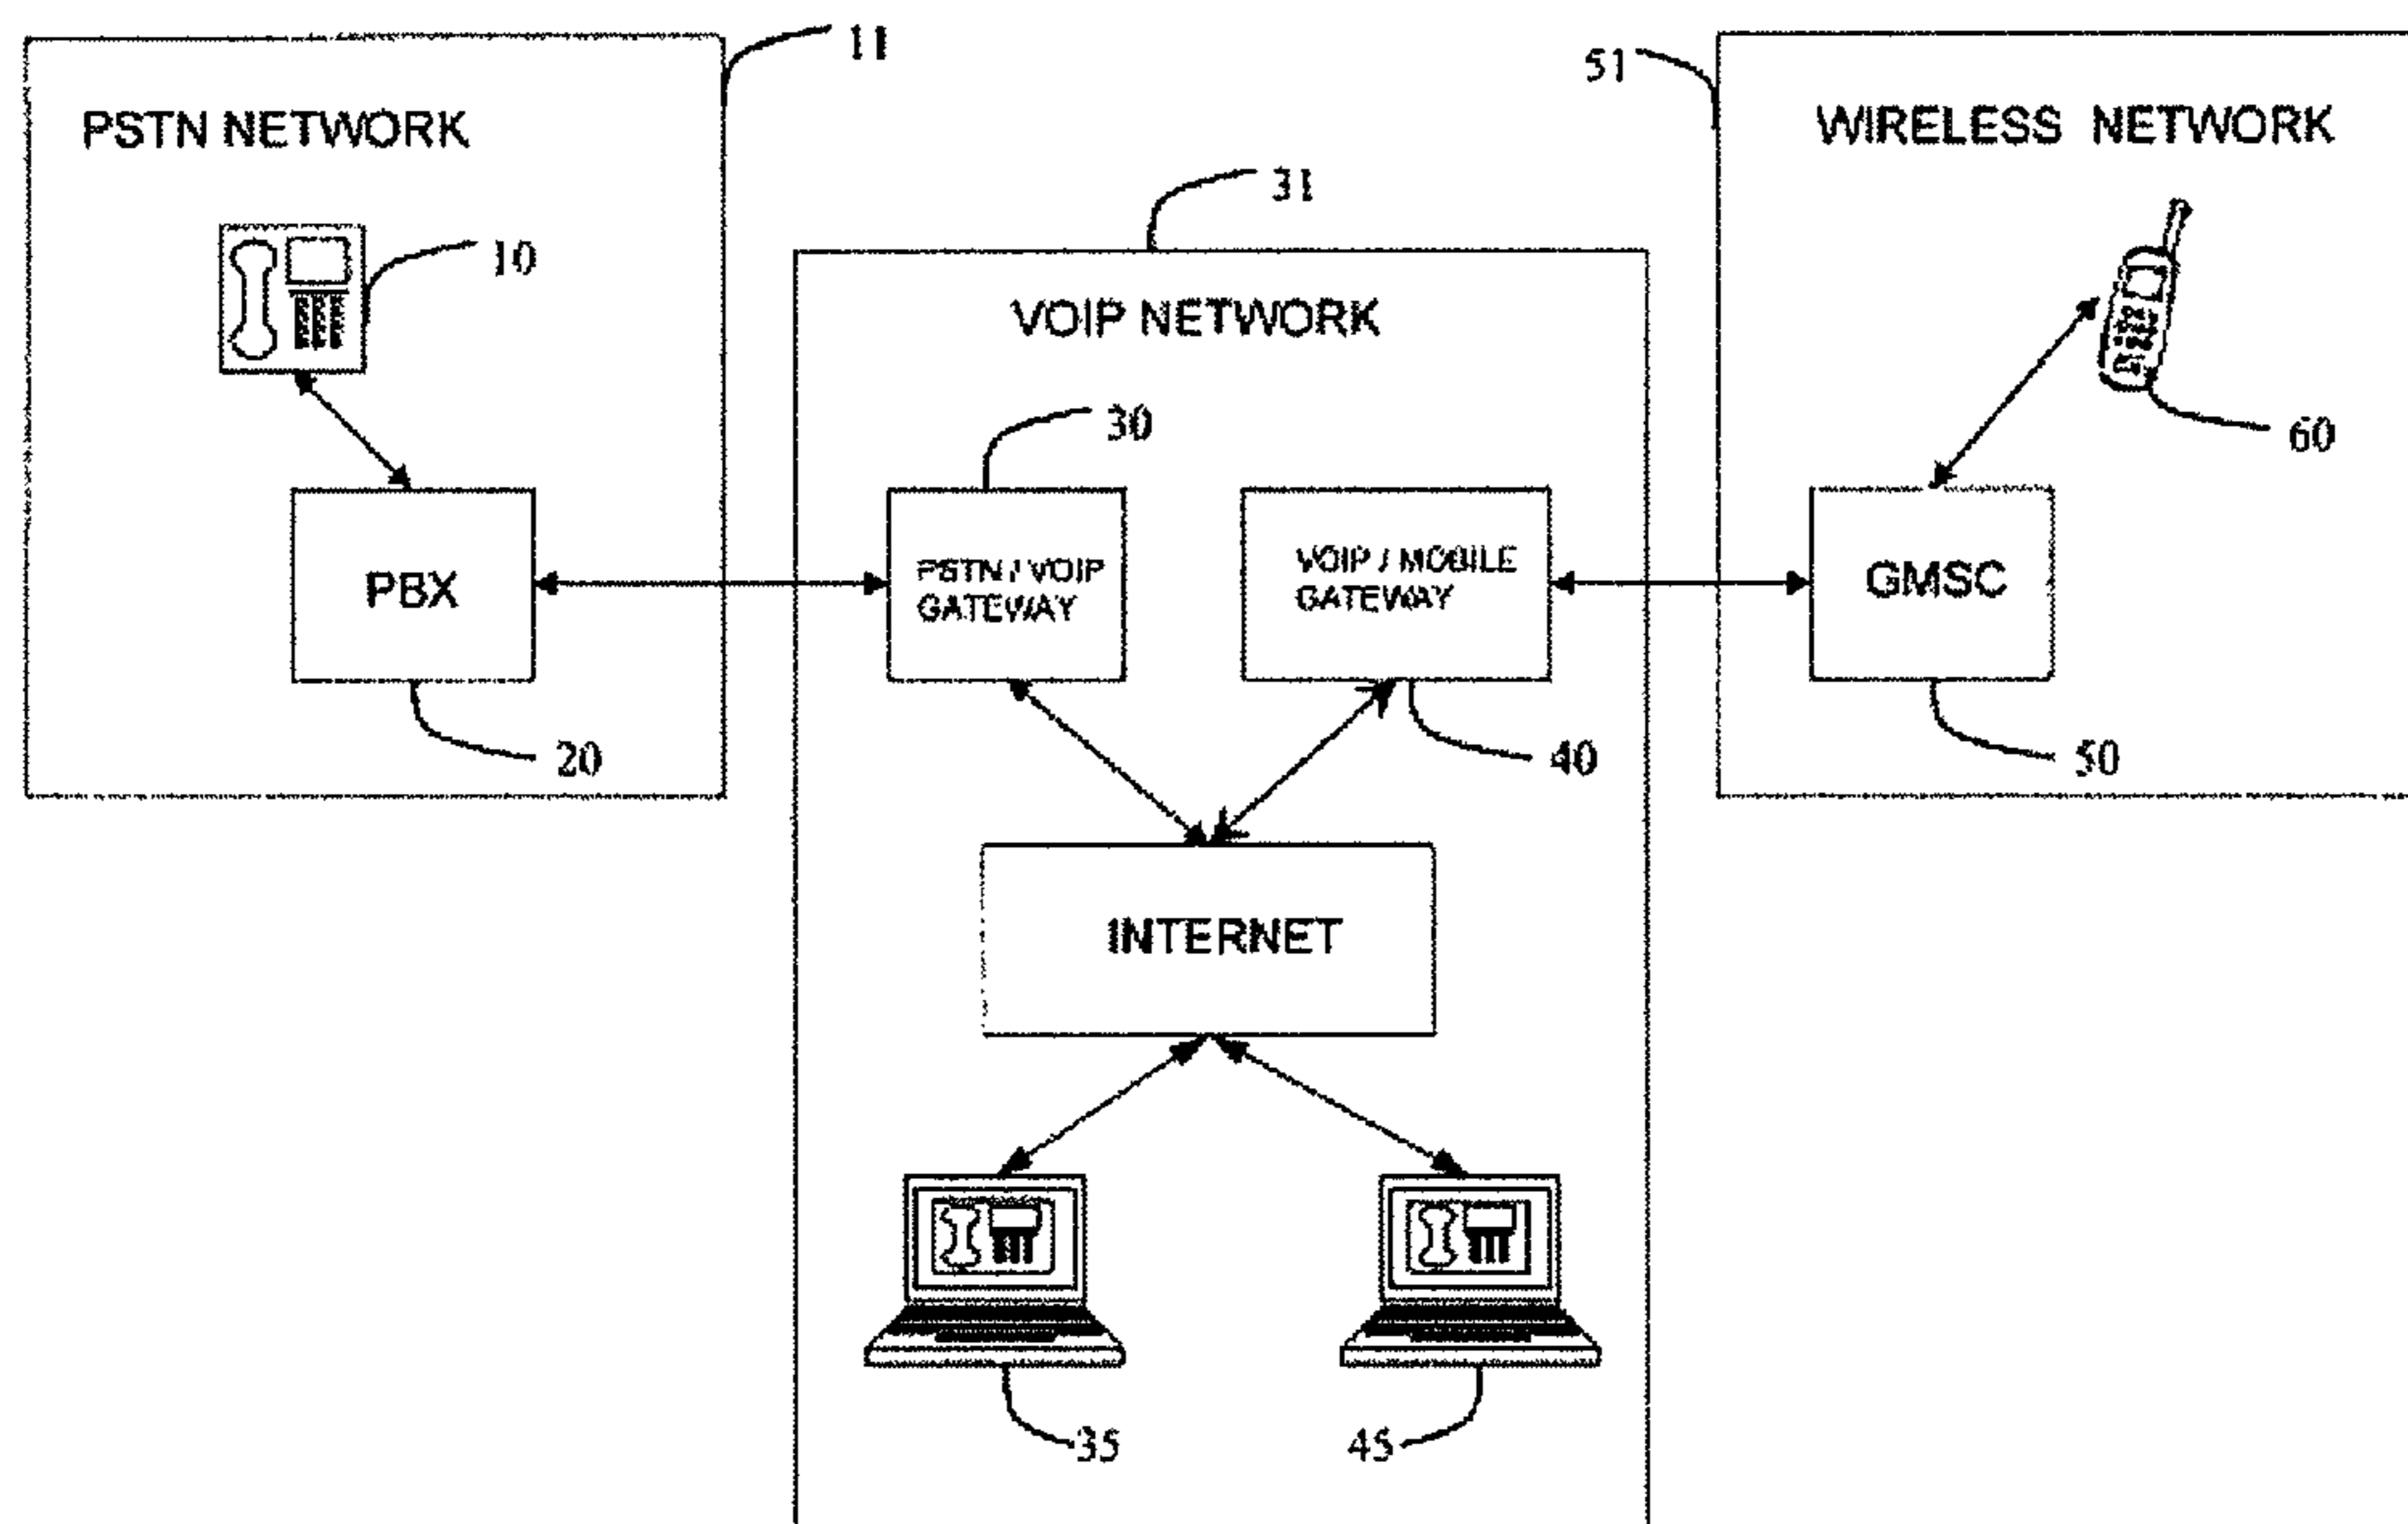 11
51
PSTN NETWORK
WIRELESS NETWORK
31
10
VOIP NETWORK
30
60
PBX
PSTN / VOIP
GATEWAY
VOIP / MOBILE
GATEWAY
GMSC
20
40
50
INTERNET
35
45